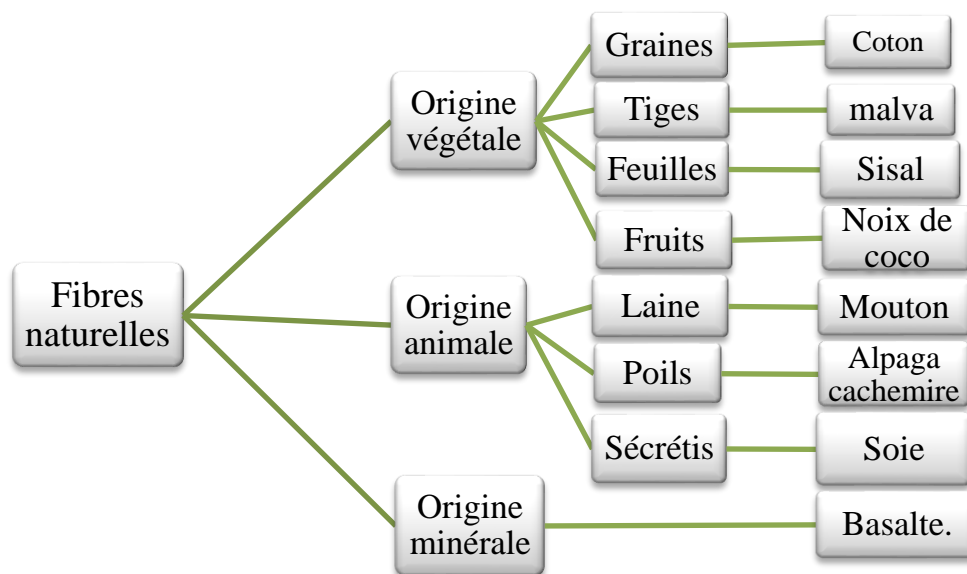 Fibres
naturelles
Origine
végétale
Graines
Coton
Tiges
malva
Feuilles
Sisal
Fruits
Noix de
coco
Origine
animale
Laine
Mouton
Poils
Alpaga
cachemire
Sécrétis
Soie
Origine
minérale
Basalte.